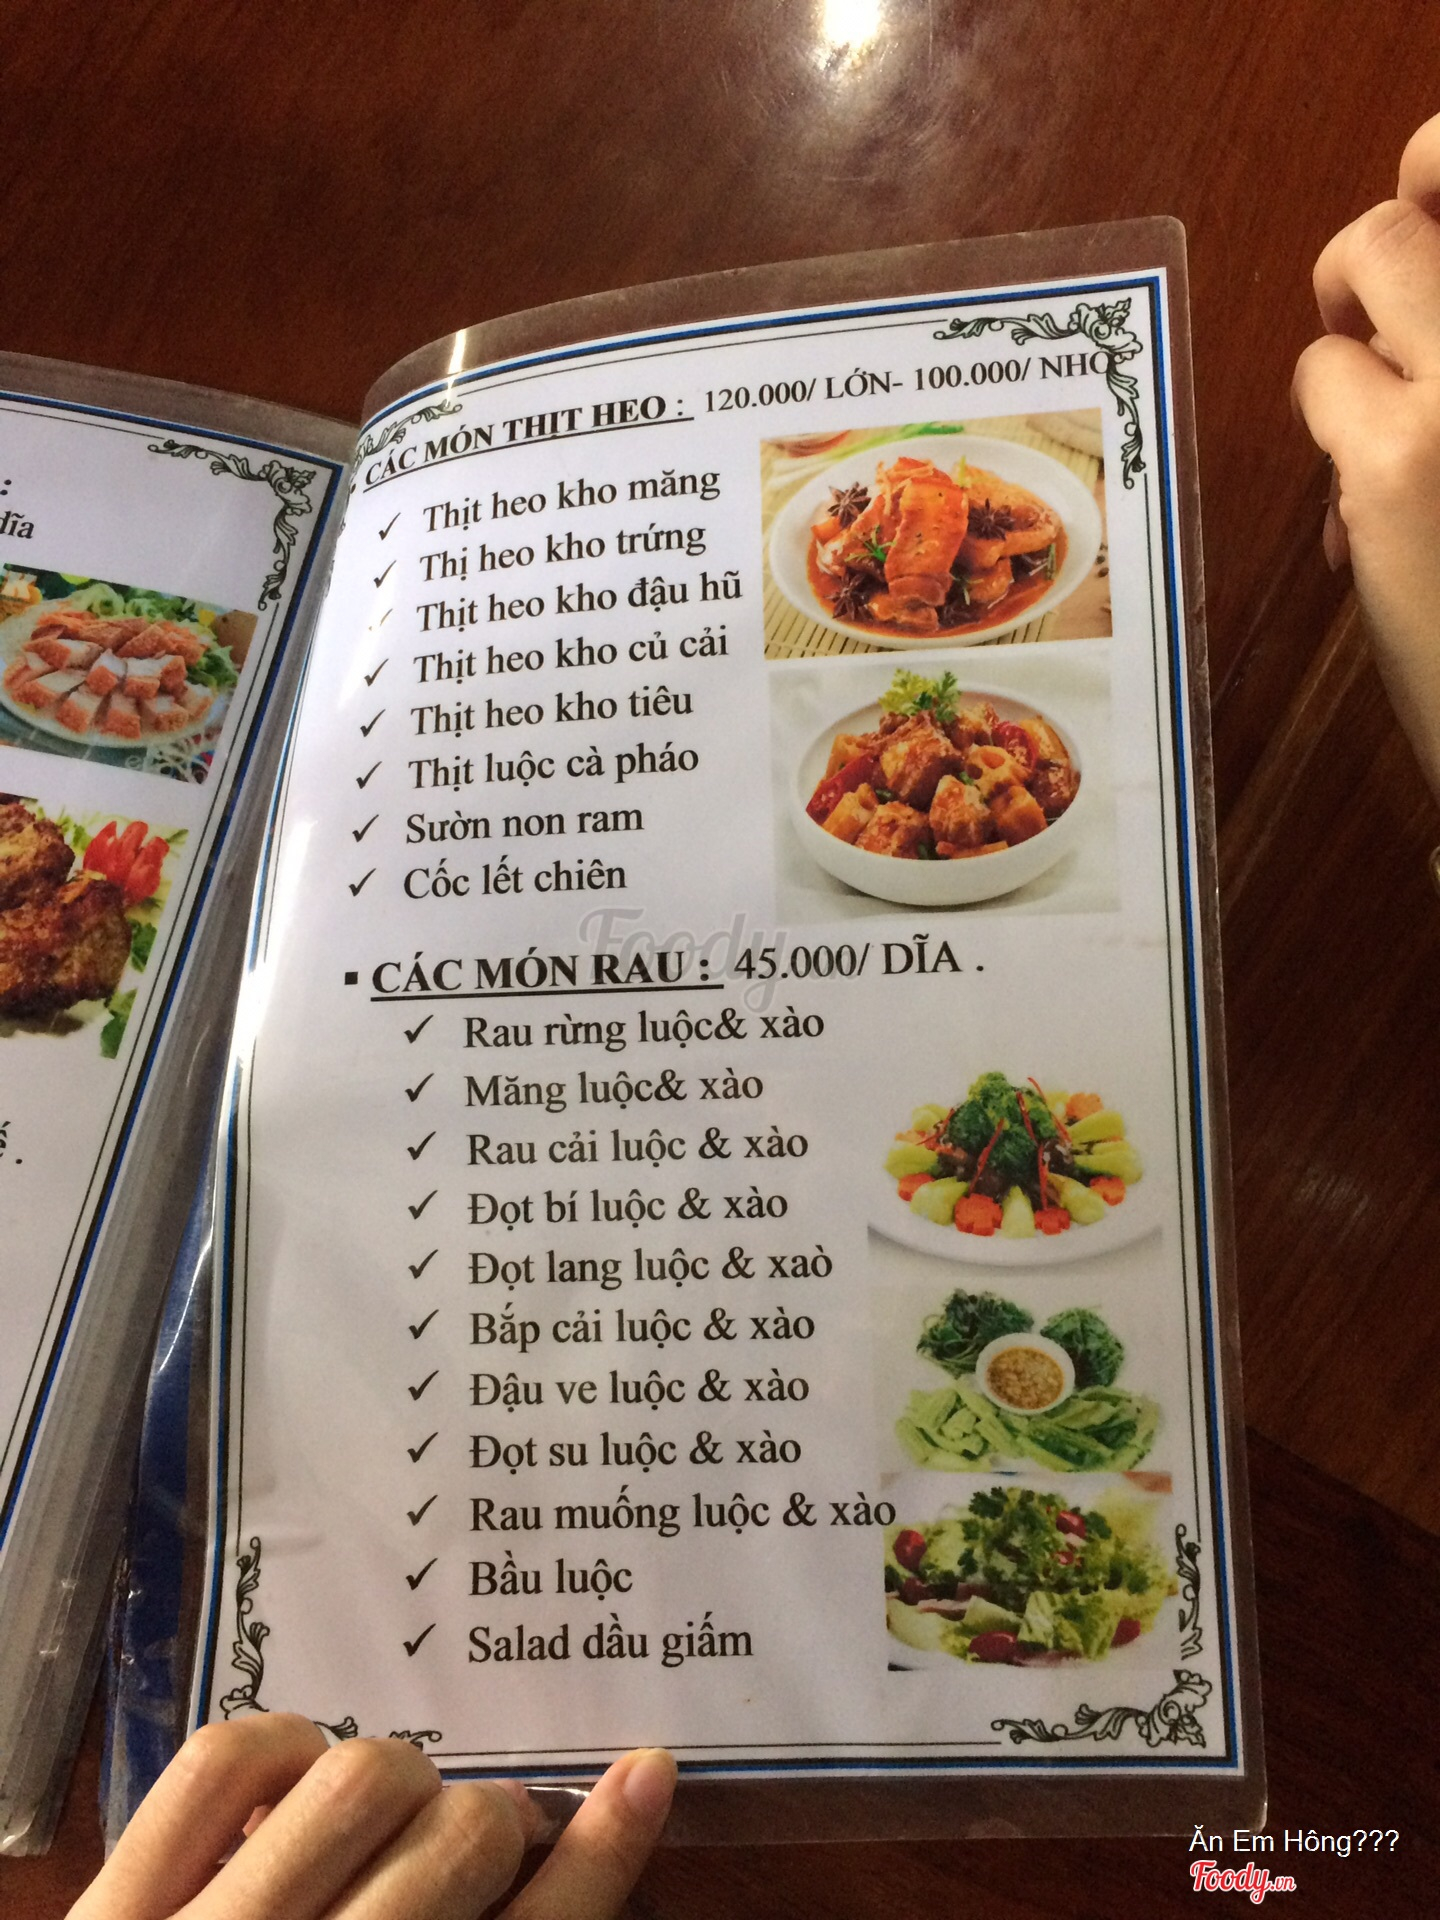 :
dĩa
.
CÁC MÓN THỊT HEO : 120.000/ LỚN- 100.000/ NHỎ
Thịt heo kho măng
Thị heo kho trứng
Thịt heo kho đậu hũ
Thịt heo kho củ cải
Thịt heo kho tiêu
Thịt luộc cà pháo
Sườn non ram
Cốc lết chiên
CÁC MÓN RAU : 45.000/ DĨA .
Rau rừng luộc& xào
Măng luộc& xào
Rau cải luộc & xào
Đọt bí luộc & xào
Đọt lang luộc & xaò
Bắp cải luộc & xào
Đậu ve luộc & xào
Đọt su luộc & xào
Rau muống luộc & xào
Bầu luộc
Salad dầu giấm
Foody.vn
Ăn Em Hông???
Foody.vn